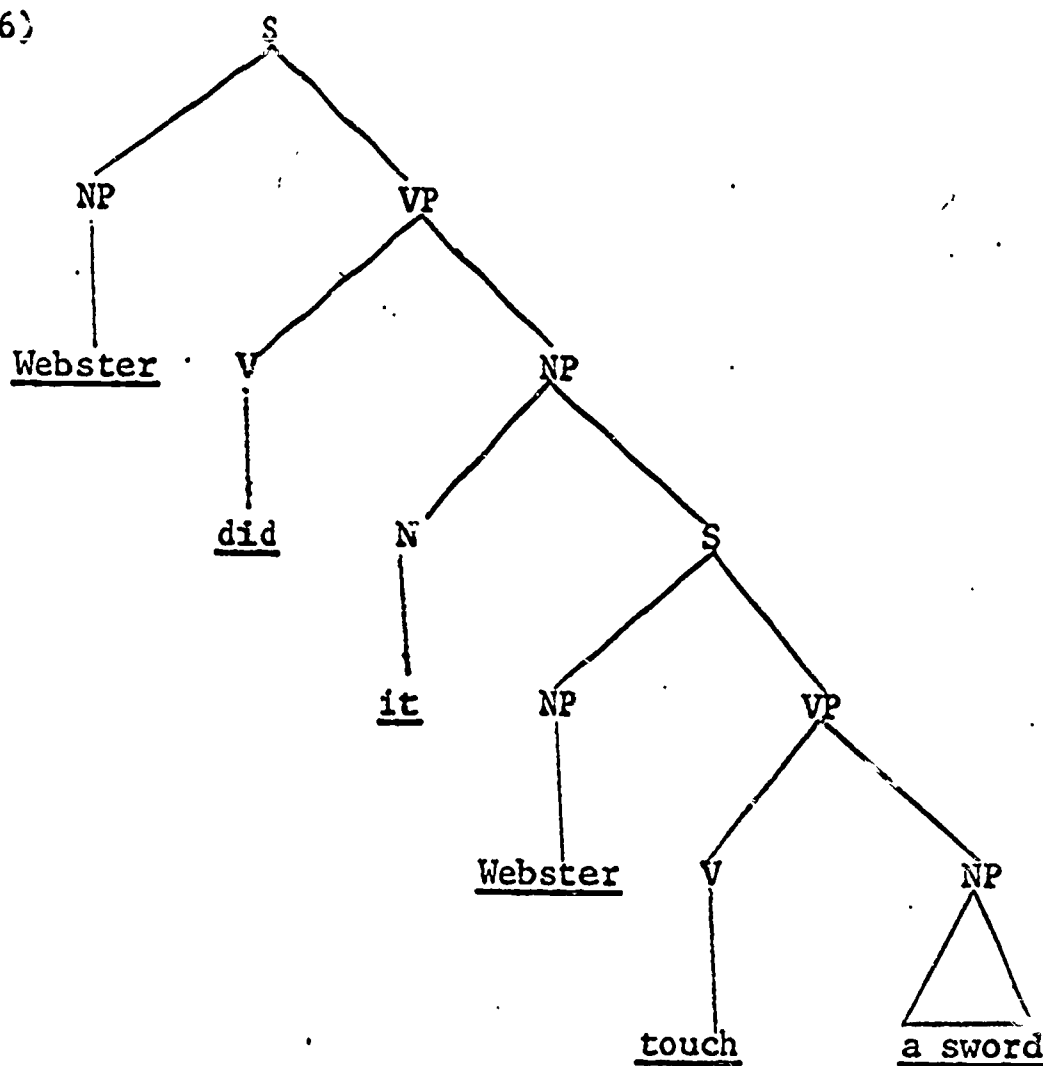 6)
S
NP VP
Webster V NP
did N S
it NP VP
Webster V NP
touch a sword